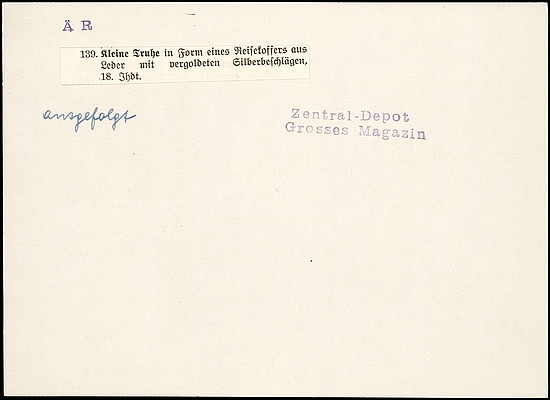 Ä R
139. Kleine Truhe in Form eines Reisekoffers aus
Leder mit vergoldeten Silberbeschlägen,
18. Jhdt.
ausgefolgt
Zentral-Depot
Grosses Magazin